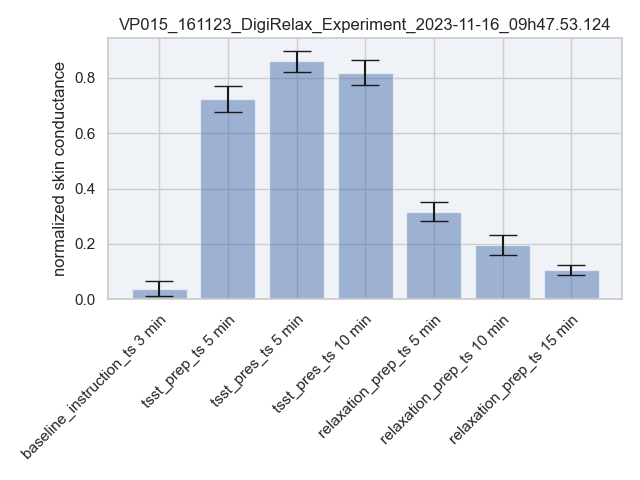 VP015_161123_DigiRelax_Experiment_2023-11-16_09h47.53.124
normalized skin conductance
0.8
0.6
0.4
0.2
0.0
baseline_instruction_ts 3 min
tsst_prep_ts 5 min
tsst_pres_ts 5 min
tsst_pres_ts 10 min
relaxation_prep_ts 5 min
relaxation_prep_ts 10 min
relaxation_prep_ts 15 min